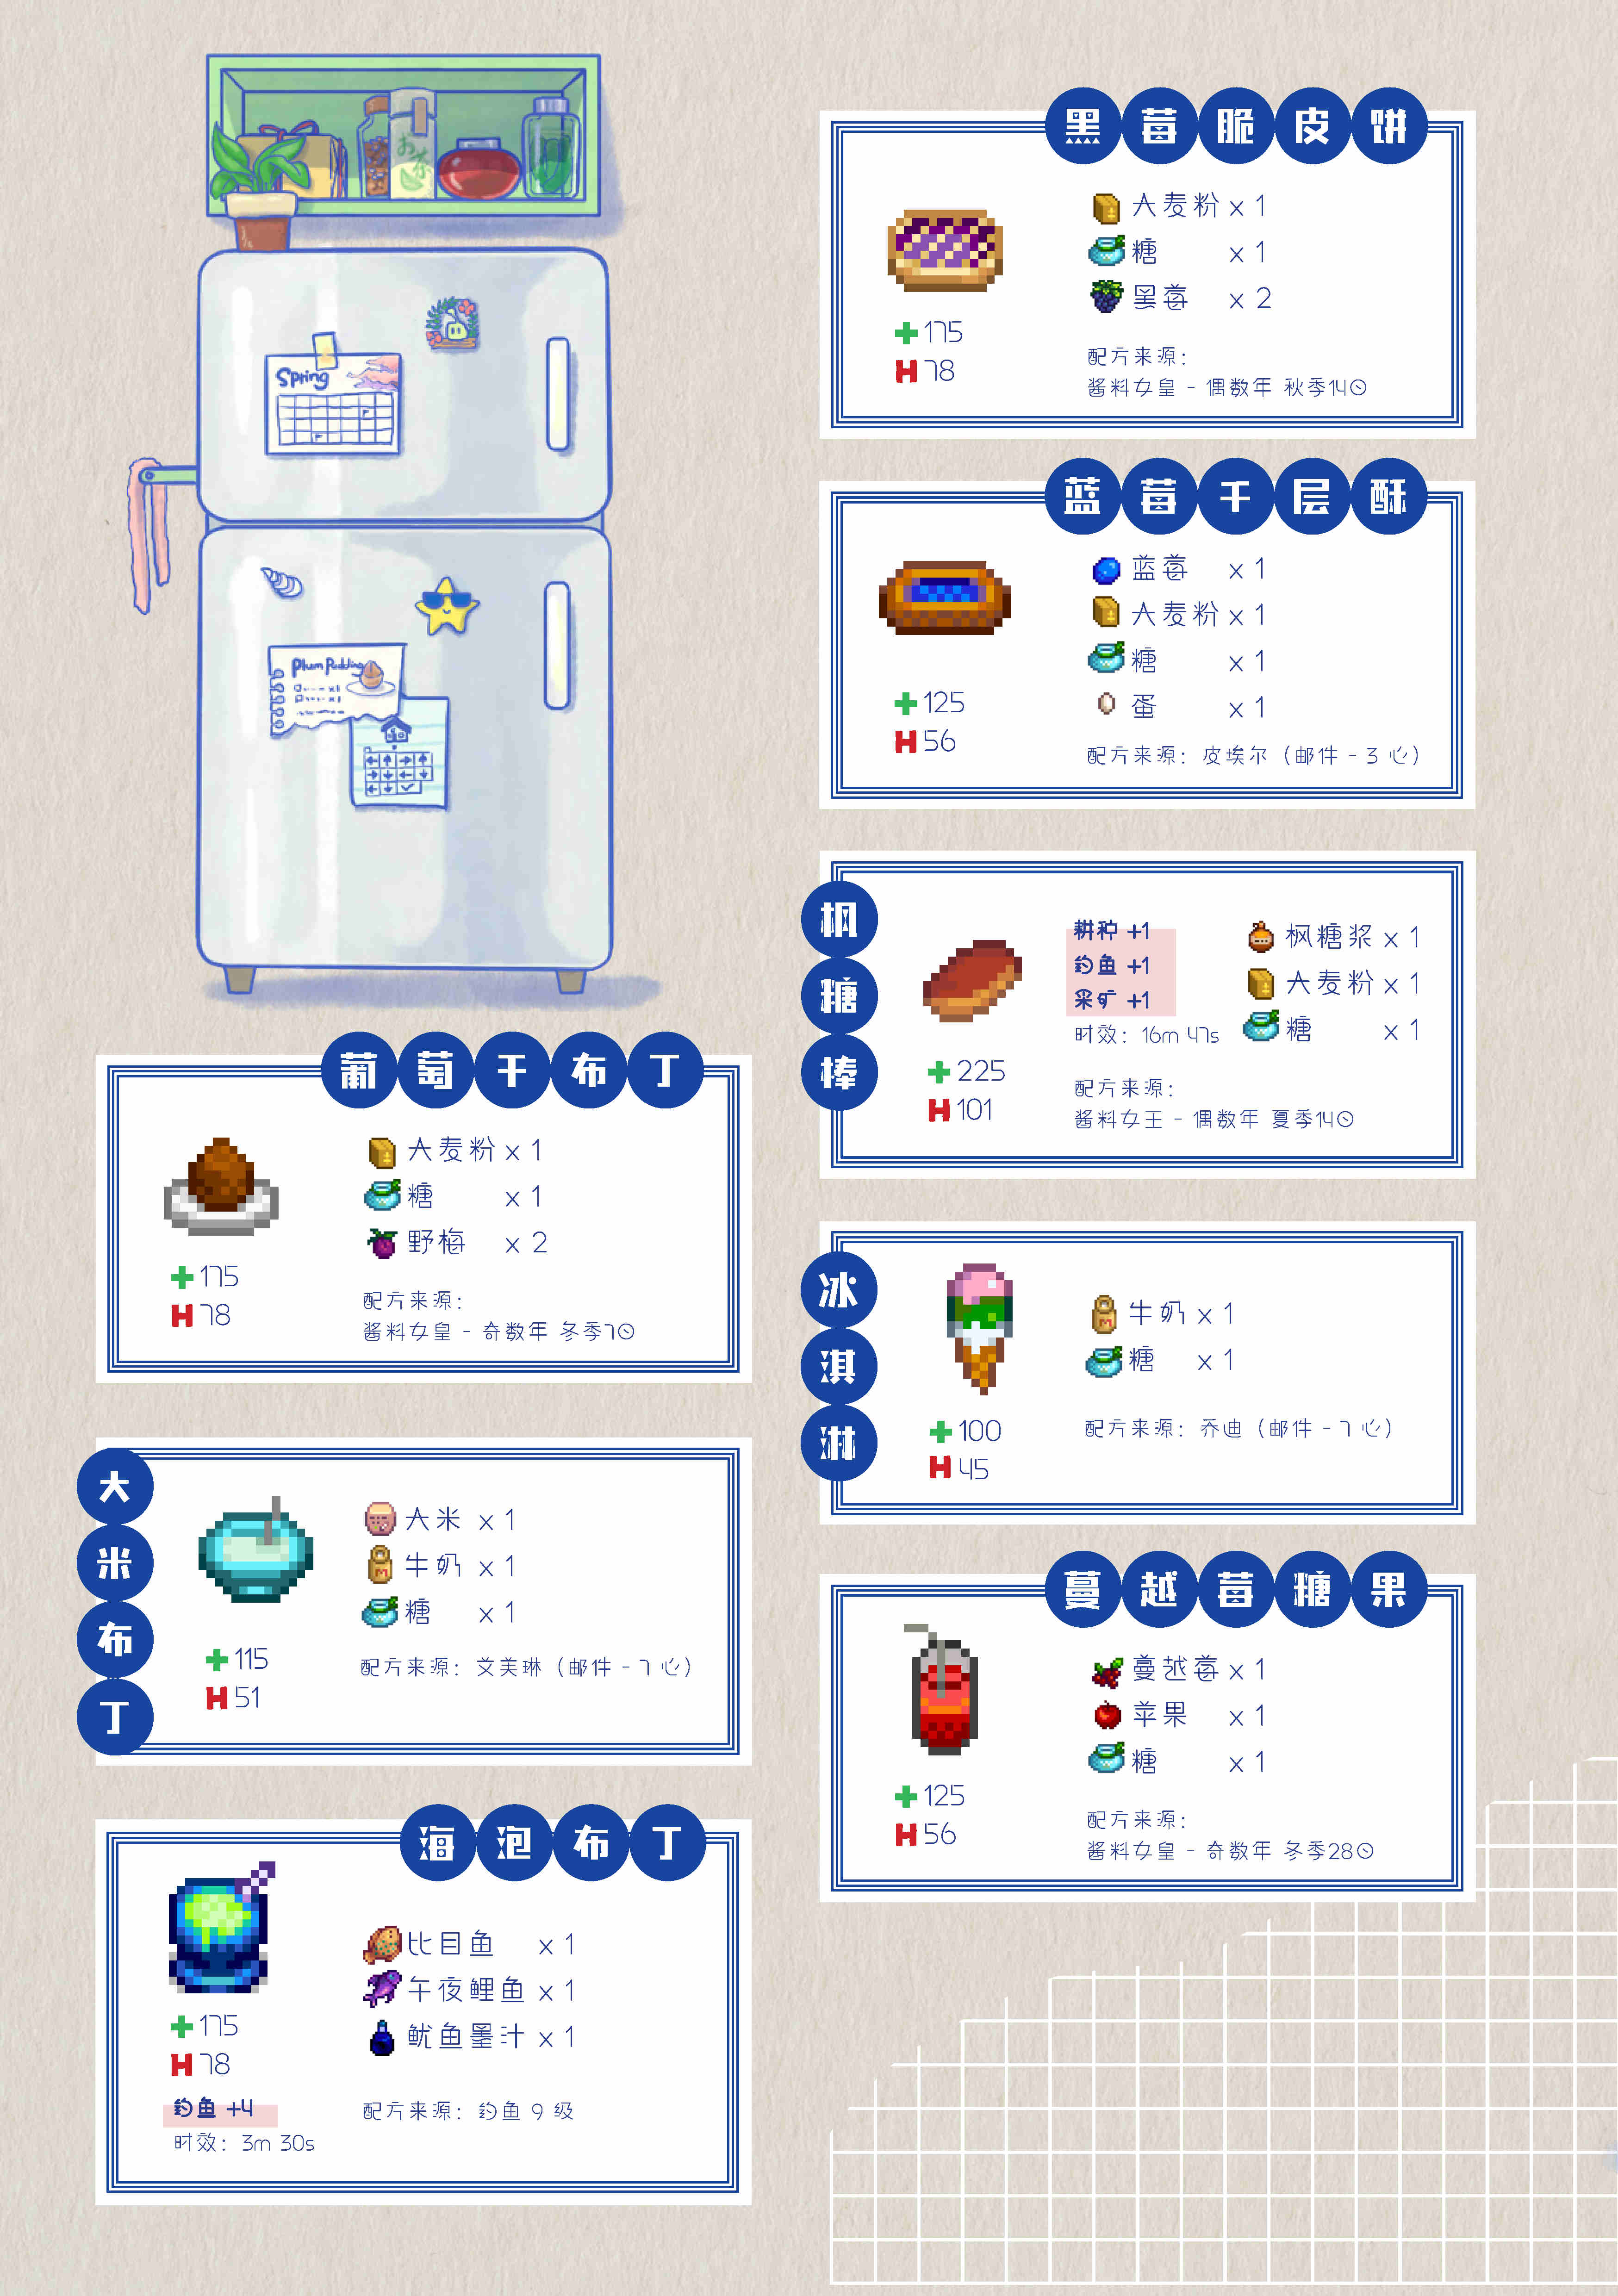 お茶
Spring
Plum Pudding
葡萄干布丁
大麦粉 x 1
糖 x 1
野梅 x 2
+175
H 78
配方来源：
酱料女皇 - 奇数年 冬季7日
大米布丁
大米 x 1
牛奶 x 1
糖 x 1
+115
H 51
配方来源：艾芙琳（邮件 - 7 心）
海泡布丁
比目鱼 x 1
午夜鲤鱼 x 1
鱿鱼墨汁 x 1
+175
H 78
钓鱼 +4
时效：3m 30s
配方来源：钓鱼 9 级
黑莓脆皮饼
大麦粉 x 1
糖 x 1
黑莓 x 2
+175
H 78
配方来源：
酱料女皇 - 偶数年 秋季14日
蓝莓千层酥
蓝莓 x 1
大麦粉 x 1
糖 x 1
蛋 x 1
+125
H 56
配方来源：皮埃尔（邮件 - 3 心）
枫糖棒
耕种 +1
钓鱼 +1
采矿 +1
时效：16m 47s
枫糖浆 x 1
大麦粉 x 1
糖 x 1
+225
H 101
配方来源：
酱料女王 - 偶数年 夏季14日
冰淇淋
牛奶 x 1
糖 x 1
+100
H 45
配方来源：乔迪（邮件 - 7 心）
蔓越莓糖果
蔓越莓 x 1
苹果 x 1
糖 x 1
+125
H 56
配方来源：
酱料女皇 - 奇数年 冬季28日